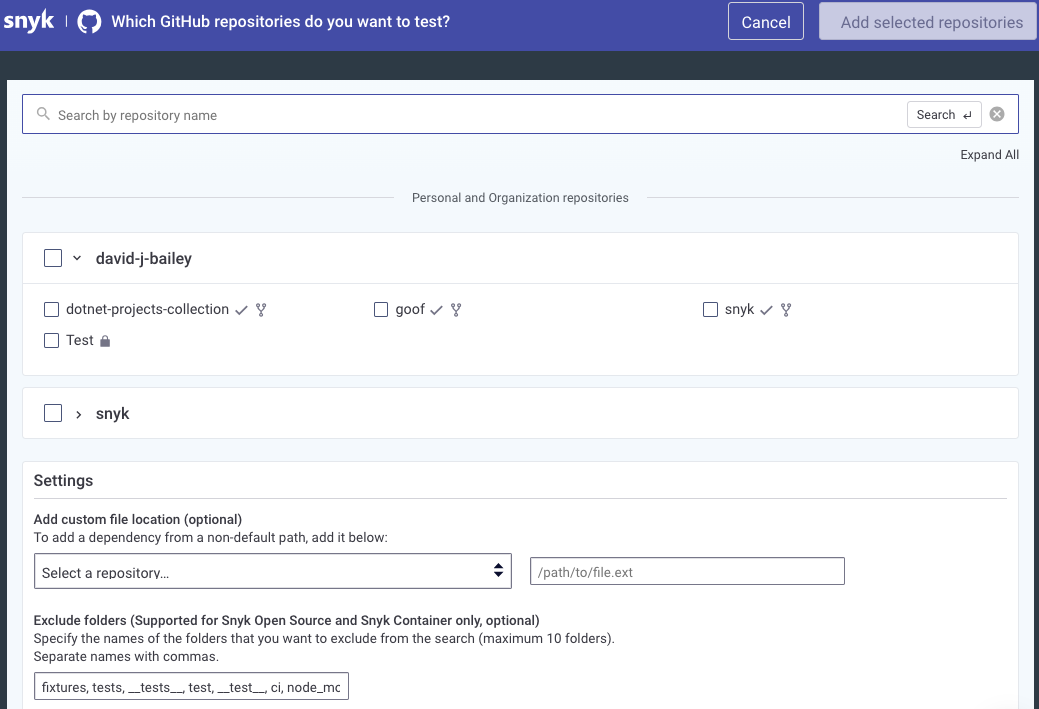 snyk | Which GitHub repositories do you want to test? Cancel Add selected repositories
Search by repository name Search ↵
Expand All
Personal and Organization repositories
david-j-bailey
dotnet-projects-collection goof snyk
Test
snyk
Settings
Add custom file location (optional)
To add a dependency from a non-default path, add it below:
Select a repository... /path/to/file.ext
Exclude folders (Supported for Snyk Open Source and Snyk Container only, optional)
Specify the names of the folders that you want to exclude from the search (maximum 10 folders).
Separate names with commas.
fixtures, tests, __tests__, test, __test__, ci, node_mc